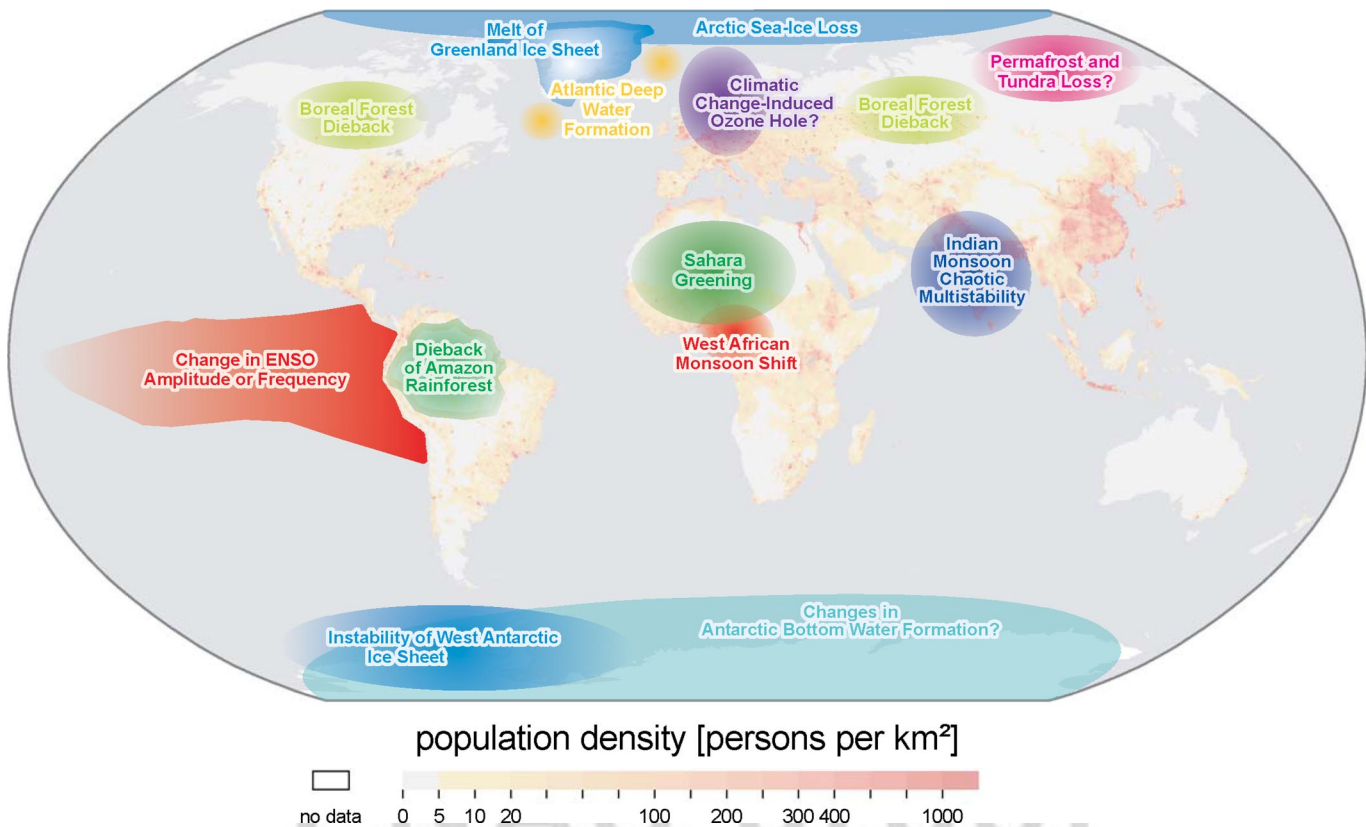 Melt of
Greenland Ice Sheet
Arctic Sea-Ice Loss
Permafrost and
Tundra Loss?
Atlantic Deep
Water
Formation
Climatic
Change-Induced
Ozone Hole?
Boreal Forest
Dieback
Boreal Forest
Dieback
Sahara
Greening
Indian
Monsoon
Chaotic
Multistability
West African
Monsoon Shift
Change in ENSO
Amplitude or Frequency
Dieback
of Amazon
Rainforest
Changes in
Antarctic Bottom Water Formation?
Instability of West Antarctic
Ice Sheet
population density [persons per km²]
no data 0 5 10 20 100 200 300 400 1000